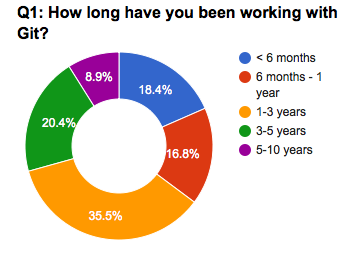 Q1: How long have you been working with
Git?
8.9%
18.4%
20.4%
16.8%
35.5%
< 6 months
6 months - 1
year
1-3 years
3-5 years
5-10 years